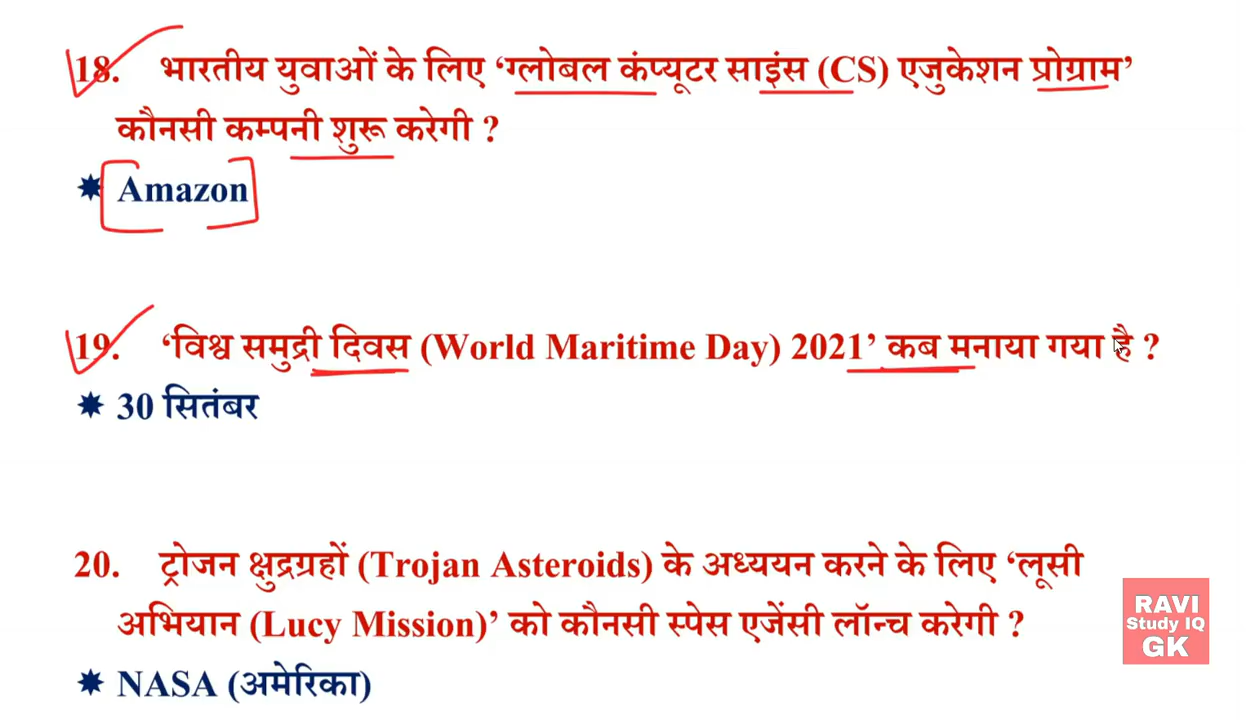 18. भारतीय युवाओं के लिए ‘ग्लोबल कंप्यूटर साइंस (CS) एजुकेशन प्रोग्राम’
कौनसी कम्पनी शुरू करेगी ?
✷ Amazon
19. ‘विश्व समुद्री दिवस (World Maritime Day) 2021’ कब मनाया गया है ?
✷ 30 सितंबर
20. ट्रोजन क्षुद्रग्रहों (Trojan Asteroids) के अध्ययन करने के लिए ‘लूसी
अभियान (Lucy Mission)’ को कौनसी स्पेस एजेंसी लॉन्च करेगी ?
✷ NASA (अमेरिका)
RAVI
Study IQ
GK